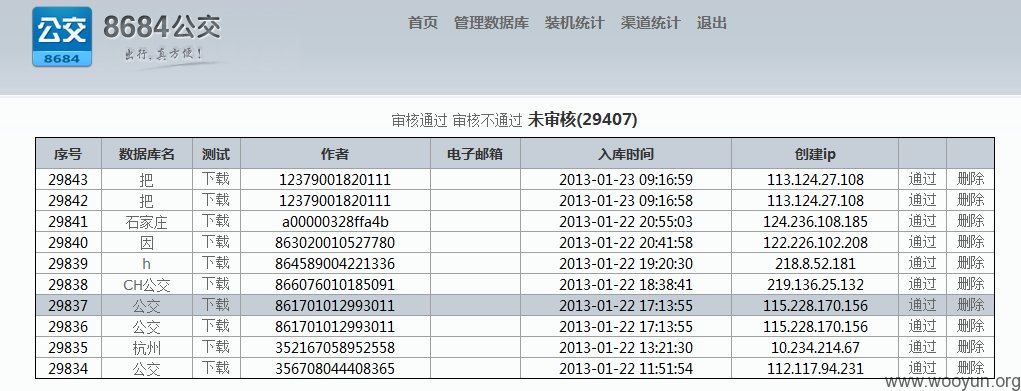 公交
8684
8684公交
出行,真方便!
首页 管理数据库 装机统计 渠道统计 退出
审核通过 审核不通过 未审核(29407)
序号 数据库名 测试 作者 电子邮箱 入库时间 创建ip
29843 把 下载 12379001820111 2013-01-23 09:16:59 113.124.27.108 通过 删除
29842 把 下载 12379001820111 2013-01-23 09:16:58 113.124.27.108 通过 删除
29841 石家庄 下载 a00000328ffa4b 2013-01-22 20:55:03 124.236.108.185 通过 删除
29840 因 下载 863020010527780 2013-01-22 20:41:58 122.226.102.208 通过 删除
29839 h 下载 864589004221336 2013-01-22 19:20:30 218.8.52.181 通过 删除
29838 CH公交 下载 866076010185091 2013-01-22 18:38:41 219.136.25.132 通过 删除
29837 公交 下载 861701012993011 2013-01-22 17:13:55 115.228.170.156 通过 删除
29836 公交 下载 861701012993011 2013-01-22 17:13:55 115.228.170.156 通过 删除
29835 杭州 下载 352167058952558 2013-01-22 13:21:30 10.234.214.67 通过 删除
29834 公交 下载 356708044408365 2013-01-22 11:51:54 112.117.94.231 通过 删除
www.wooyun.org